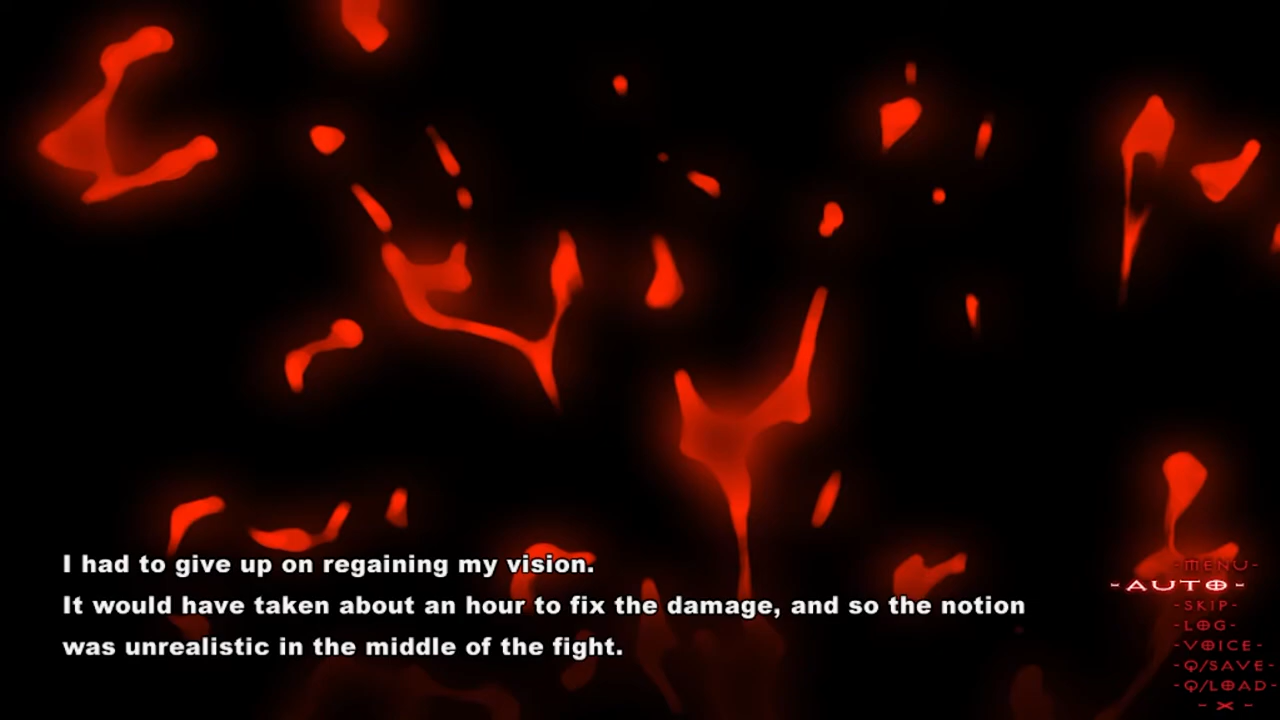 I had to give up on regaining my vision.
It would have taken about an hour to fix the damage, and so the notion
was unrealistic in the middle of the fight.
-MENU-
-AUTO-
-SKIP-
-LOG-
-VOICE-
-Q/SAVE-
-Q/LOAD-
-X-